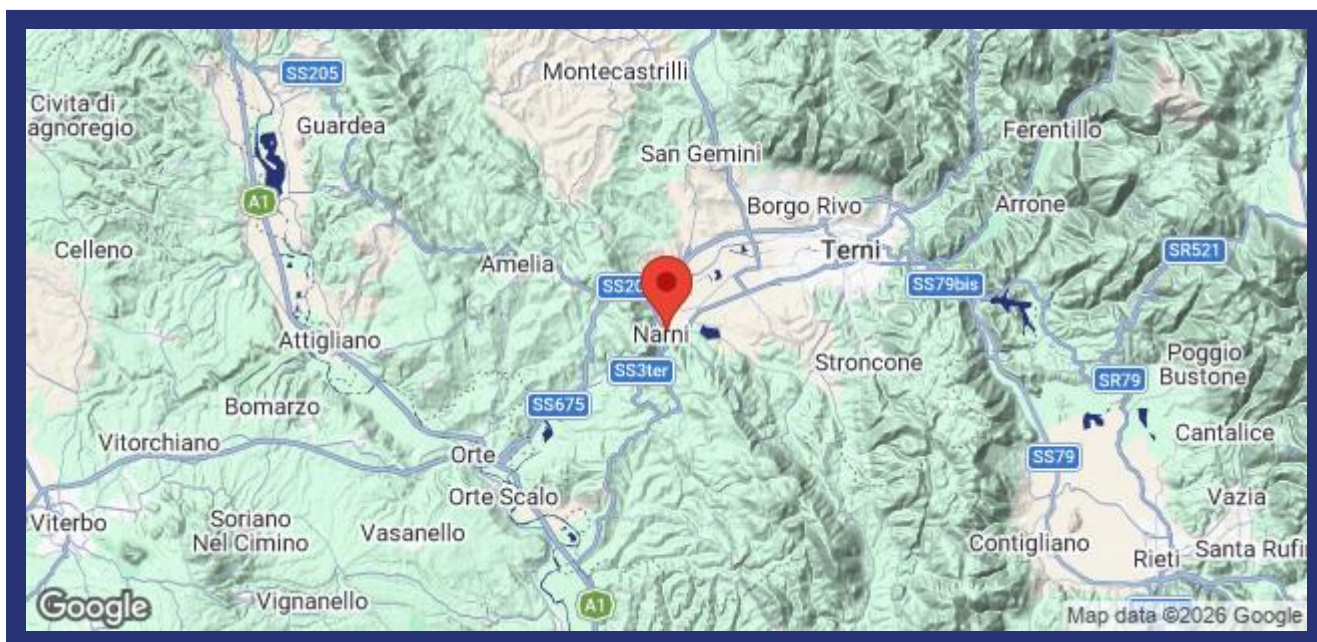 SS205
Montecastrilli
Civita di
agnoregio
Guardea
Ferentillo
San Gemini
A1
Borgo Rivo
Arrone
Celleno
Terni
SR521
Amelia
SS20
SS79bis
Narni
Attigliano
Stroncone
Poggio
Bustone
SS3ter
SR79
Bomarzo
SS675
Vitorchiano
Cantalice
Orte
SS79
Orte Scalo
Vazia
Viterbo
Soriano
Nel Cimino
Vasanello
Contigliano
Rieti
Santa Rufi
Vignanello
A1
Google
Map data ©2026 Google